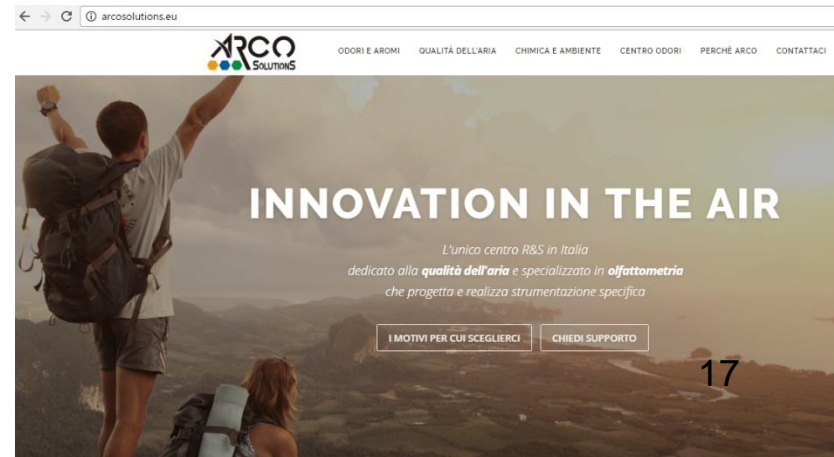 arcosolutions.eu
ARCO
SOLUTIONS
ODORI E AROMI QUALITÀ DELL'ARIA CHIMICA E AMBIENTE CENTRO ODORI PERCHÈ ARCO CONTATTACI
INNOVATION IN THE AIR
L'unico centro R&S in Italia
dedicato alla qualità dell'aria e specializzato in olfattometria
che progetta e realizza strumentazione specifica
I MOTIVI PER CUI SCEGLIERCI CHIEDI SUPPORTO
17